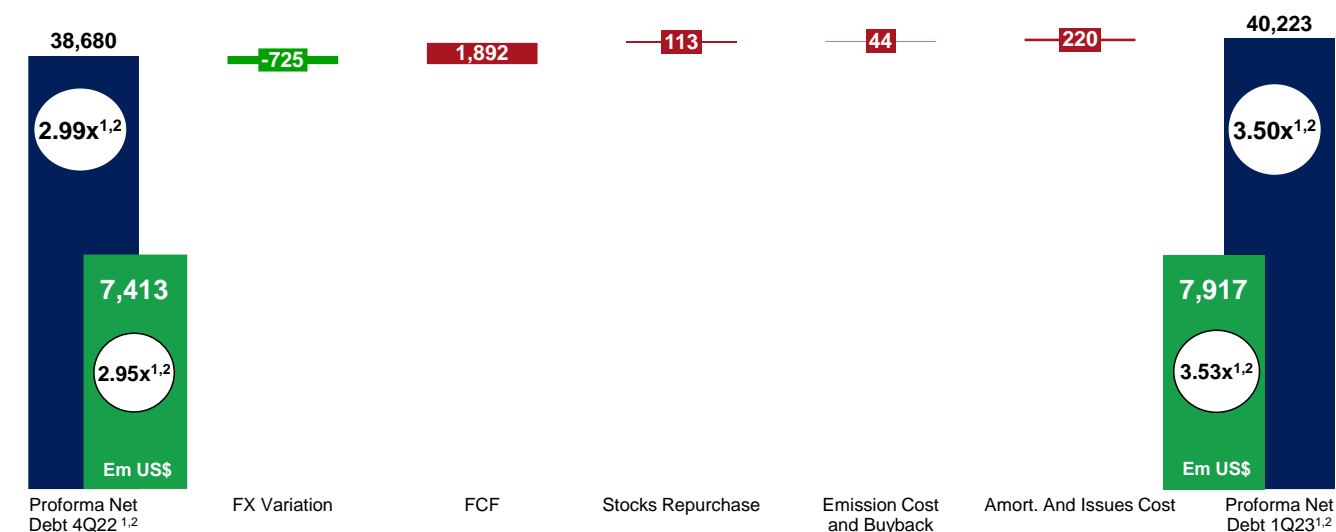 38,680
2.99x1,2
7,413
2.95x1,2
Em US$
Proforma Net
Debt 4Q22 1,2
-725
FX Variation
1,892
FCF
113
Stocks Repurchase
44
Emission Cost
and Buyback
220
Amort. And Issues Cost
40,223
3.50x1,2
7,917
3.53x1,2
Em US$
Proforma Net
Debt 1Q231,2